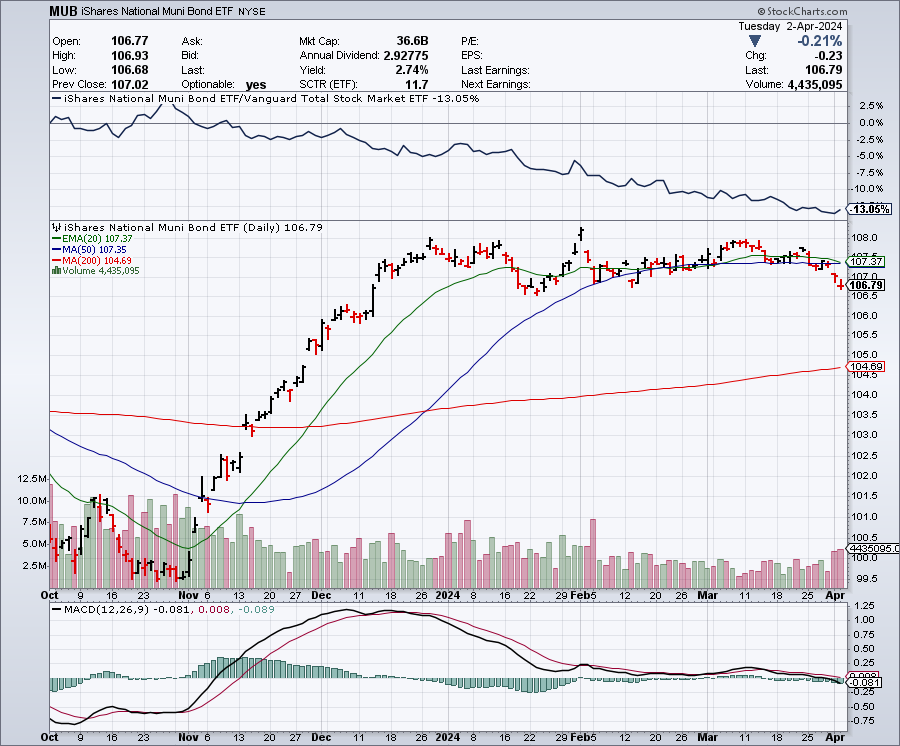 MUB iShares National Muni Bond ETF NYSE
© StockCharts.com
Tuesday 2-Apr-2024
Open: 106.77 Ask: Mkt Cap: 36.6B P/E: ▼ -0.21%
High: 106.93 Bid: Annual Dividend: 2.92775 EPS: Chg: -0.23
Low: 106.68 Last: Yield: 2.74% Last Earnings: Last: 106.79
Prev Close: 107.02 Optionable: yes SCTR (ETF): 11.7 Next Earnings: Volume: 4,435,095
iShares National Muni Bond ETF/Vanguard Total Stock Market ETF -13.05%
2.5%
0.0%
-2.5%
-5.0%
-7.5%
-10.0%
-13.05%
iShares National Muni Bond ETF (Daily) 106.79
EMA(20) 107.37
MA(50) 107.35
MA(200) 104.69
Volume 4,435,095
108.0
107.5
107.37
107.0
106.79
106.5
106.0
105.5
105.0
104.69
104.5
104.0
103.5
103.0
102.5
102.0
101.5
101.0
100.5
4435095.0
100.0
99.5
12.5M
10.0M
7.5M
5.0M
2.5M
Oct 9 16 23 Nov 6 13 20 27 Dec 11 18 26 2024 8 16 22 29 Feb 5 12 20 26 Mar 11 18 25 Apr
MACD(12,26,9) -0.081, 0.008, -0.089
1.25
1.00
0.75
0.50
0.25
0.008
-0.081
-0.25
-0.50
-0.75
Oct 9 16 23 Nov 6 13 20 27 Dec 11 18 26 2024 8 16 22 29 Feb 5 12 20 26 Mar 11 18 25 Apr